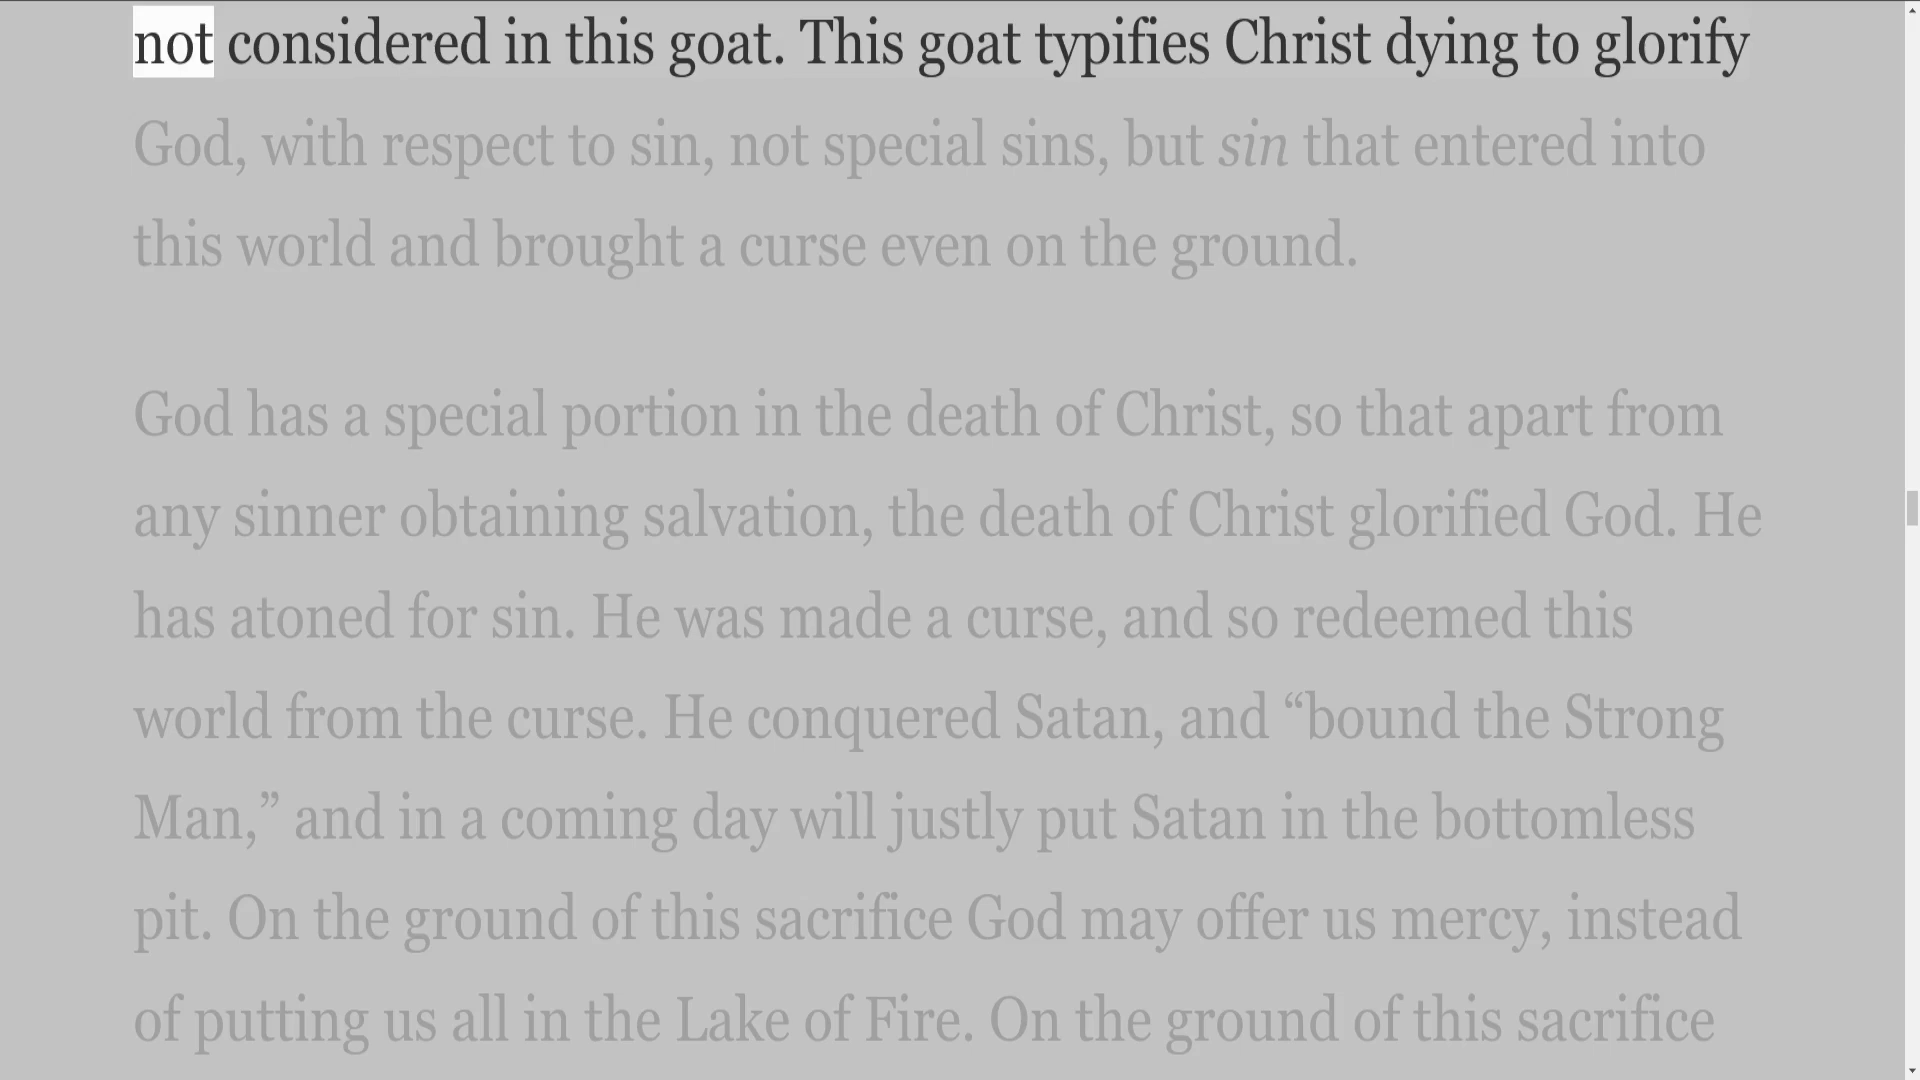 not considered in this goat. This goat typifies Christ dying to glorify
God, with respect to sin, not special sins, but sin that entered into
this world and brought a curse even on the ground.
God has a special portion in the death of Christ, so that apart from
any sinner obtaining salvation, the death of Christ glorified God. He
has atoned for sin. He was made a curse, and so redeemed this
world from the curse. He conquered Satan, and “bound the Strong
Man,” and in a coming day will justly put Satan in the bottomless
pit. On the ground of this sacrifice God may offer us mercy, instead
of putting us all in the Lake of Fire. On the ground of this sacrifice